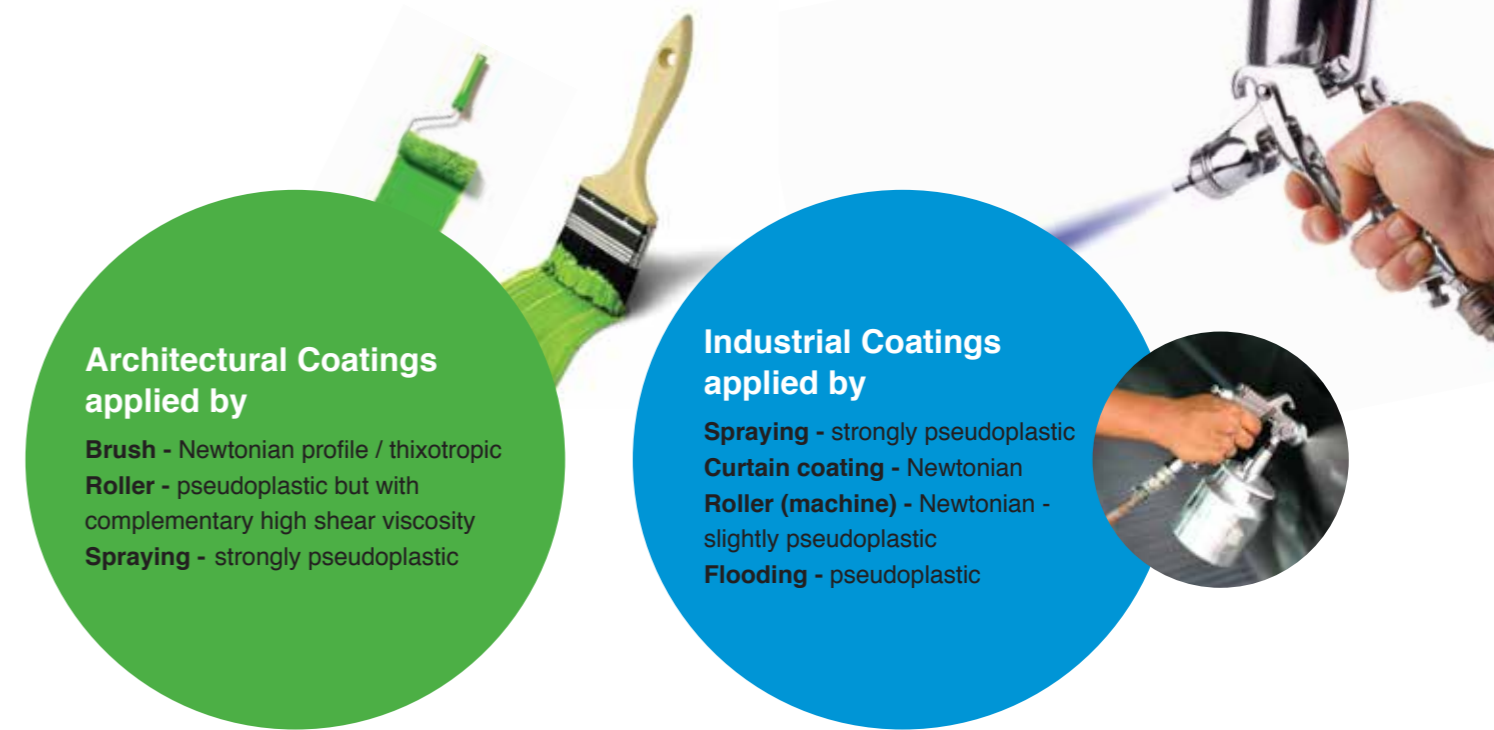 Architectural Coatings
applied by
Brush - Newtonian profile / thixotropic
Roller - pseudoplastic but with
complementary high shear viscosity
Spraying - strongly pseudoplastic
Industrial Coatings
applied by
Spraying - strongly pseudoplastic
Curtain coating - Newtonian
Roller (machine) - Newtonian -
slightly pseudoplastic
Flooding - pseudoplastic